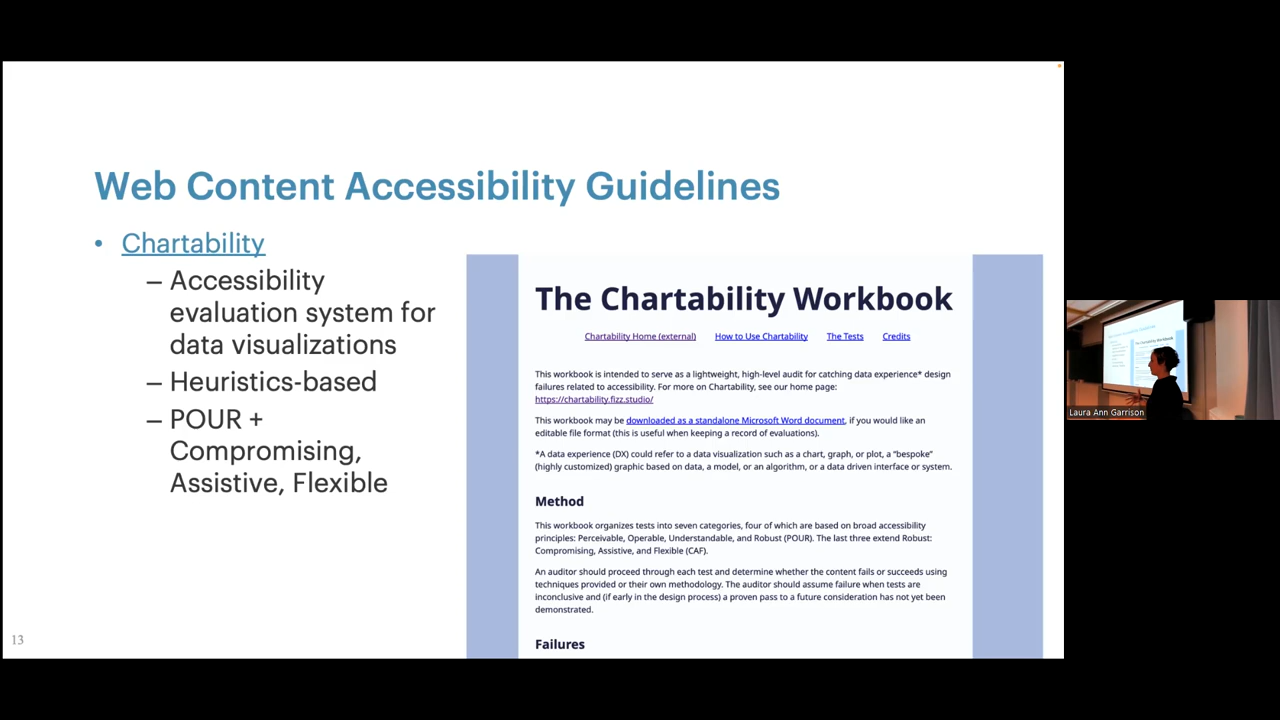 Web Content Accessibility Guidelines
• Chartability
– Accessibility
evaluation system for
data visualizations
– Heuristics-based
– POUR +
Compromising,
Assistive, Flexible
The Chartability Workbook
Chartability Home (external) How to Use Chartability The Tests Credits
This workbook is intended to serve as a lightweight, high-level audit for catching data experience* design
failures related to accessibility. For more on Chartability, see our home page:
https://chartability.fizz.studio/
This workbook may be downloaded as a standalone Microsoft Word document, if you would like an
editable file format (this is useful when keeping a record of evaluations).
*A data experience (DX) could refer to a data visualization such as a chart, graph, or plot, a "bespoke"
(highly customized) graphic based on data, a model, or an algorithm, or a data driven interface or system.
Method
This workbook organizes tests into seven categories, four of which are based on broad accessibility
principles: Perceivable, Operable, Understandable, and Robust (POUR). The last three extend Robust:
Compromising, Assistive, and Flexible (CAF).
An auditor should proceed through each test and determine whether the content fails or succeeds using
techniques provided or their own methodology. The auditor should assume failure when tests are
inconclusive and (if early in the design process) a proven pass to a future consideration has not yet been
demonstrated.
Failures
13
Laura Ann Garrison